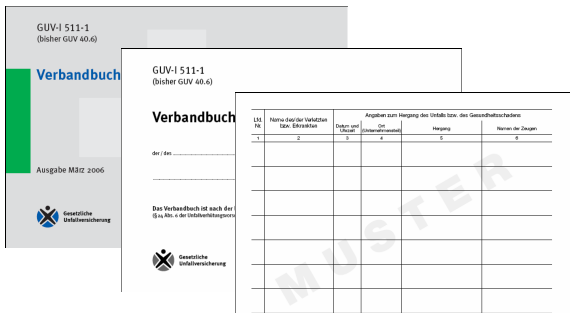 GUV-I 511-1
(bisher GUV 40.6)
Verbandbuch
Ausgabe März 2006
Gesetzliche
Unfallversicherung
GUV-I 511-1
(bisher GUV 40.6)
Verbandbuch
der / des
Das Verbandbuch ist nach der
(§ 24 Abs. 6 der Unfallverhütungsvors
Gesetzliche
Unfallversicherung
Lfd. Nr.
Name des/der Verletzten bzw. Erkrankten
Angaben zum Hergang des Unfalls bzw. des Gesundheitsschadens
Datum und Uhrzeit
Ort (Unternehmensteil)
Hergang
Namen der Zeugen
1 2 3 4 5 6
MUSTER